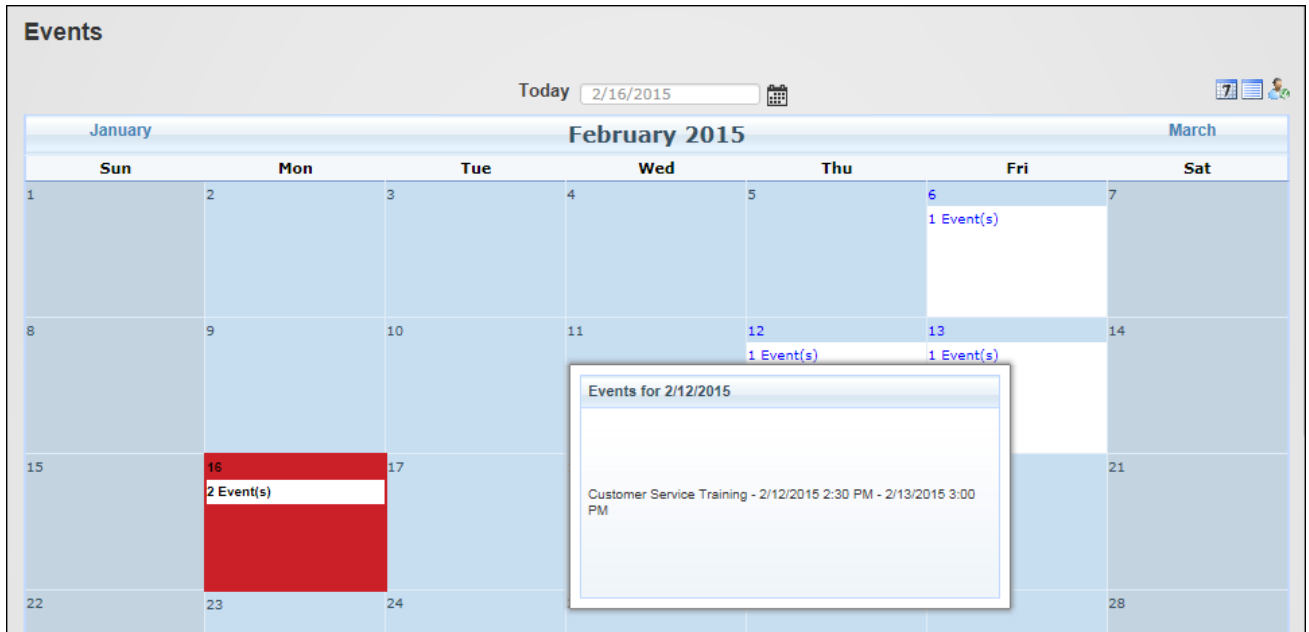 Events
Today 2/16/2015
7
January February 2015 March
Sun Mon Tue Wed Thu Fri Sat
1 2 3 4 5 6 7
1 Event(s)
8 9 10 11 12 13 14
1 Event(s) 1 Event(s)
Events for 2/12/2015
Customer Service Training - 2/12/2015 2:30 PM - 2/13/2015 3:00
PM
15 16 17 21
2 Event(s)
22 23 24 28